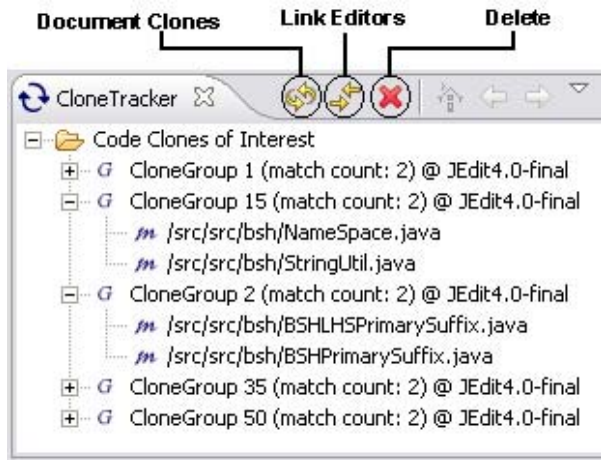 Document Clones Link Editors Delete
CloneTracker
Code Clones of Interest
G CloneGroup 1 (match count: 2) @ JEdit4.0-final
G CloneGroup 15 (match count: 2) @ JEdit4.0-final
m /src/src/bsh/NameSpace.java
m /src/src/bsh/StringUtil.java
G CloneGroup 2 (match count: 2) @ JEdit4.0-final
m /src/src/bsh/BSHLHSPrimarySuffix.java
m /src/src/bsh/BSHPrimarySuffix.java
G CloneGroup 35 (match count: 2) @ JEdit4.0-final
G CloneGroup 50 (match count: 2) @ JEdit4.0-final